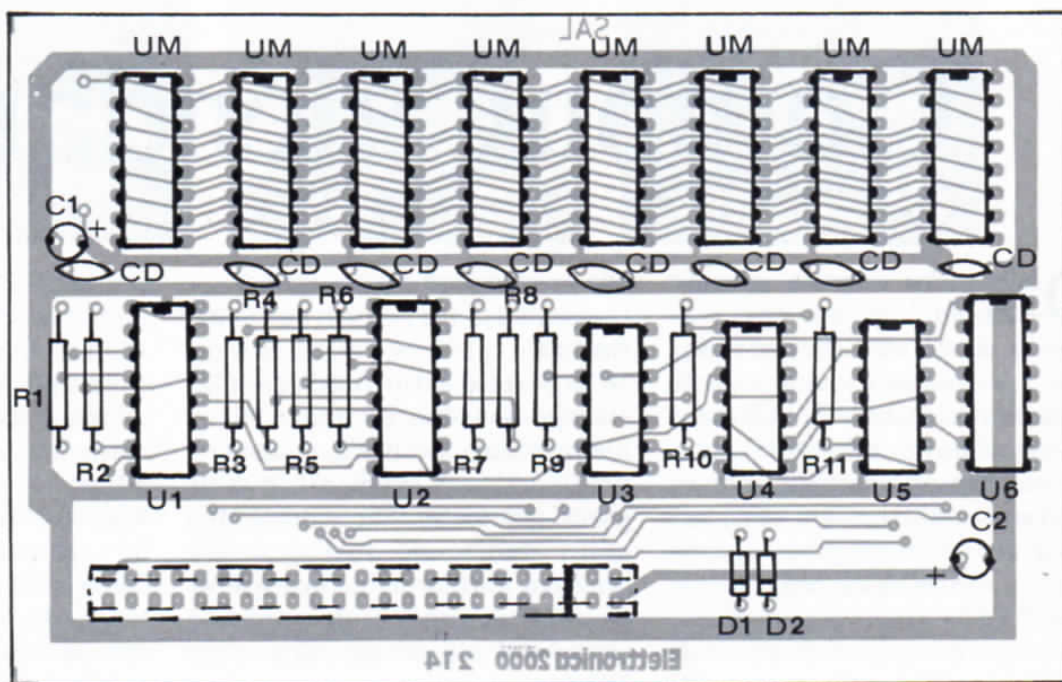 SAL
UM UM UM UM UM UM UM UM
C1 +
CD CD CD CD CD CD CD CD
R4 R6 R8
R1
R2 R3 R5 R7 R9 R10 R11
U1 U2 U3 U4 U5 U6
C2
+
D1 D2
Elettronica 2000 214